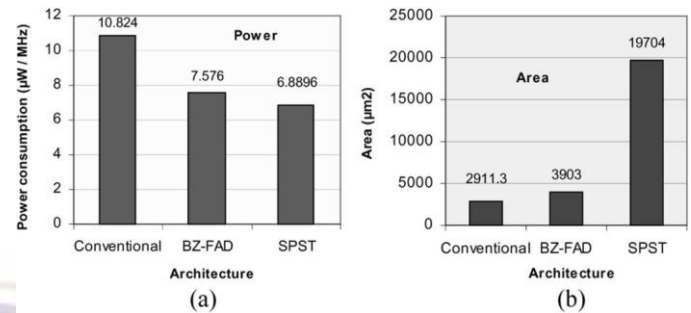 Power consumption (µW / MHz)
12
10
8
6
4
2
0
Power
10.824
7.576
6.8896
Conventional BZ-FAD SPST
Architecture
(a)
Area (µm2)
25000
20000
15000
10000
5000
0
Area
2911.3
3903
19704
Conventional BZ-FAD SPST
Architecture
(b)